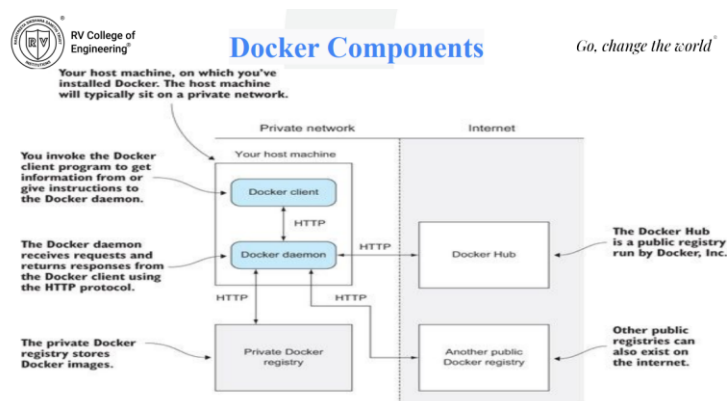 RV College of
Engineering®
Docker Components
Go, change the world®
Your host machine, on which you've
installed Docker. The host machine
will typically sit on a private network.
Private network
Internet
Your host machine
You invoke the Docker
client program to get
information from or
give instructions to
the Docker daemon.
Docker client
HTTP
The Docker daemon
receives requests and
returns responses from
the Docker client using
the HTTP protocol.
Docker daemon
HTTP
Docker Hub
The Docker Hub
is a public registry
run by Docker, Inc.
HTTP
HTTP
The private Docker
registry stores
Docker images.
Private Docker
registry
Another public
Docker registry
Other public
registries can
also exist on
the internet.